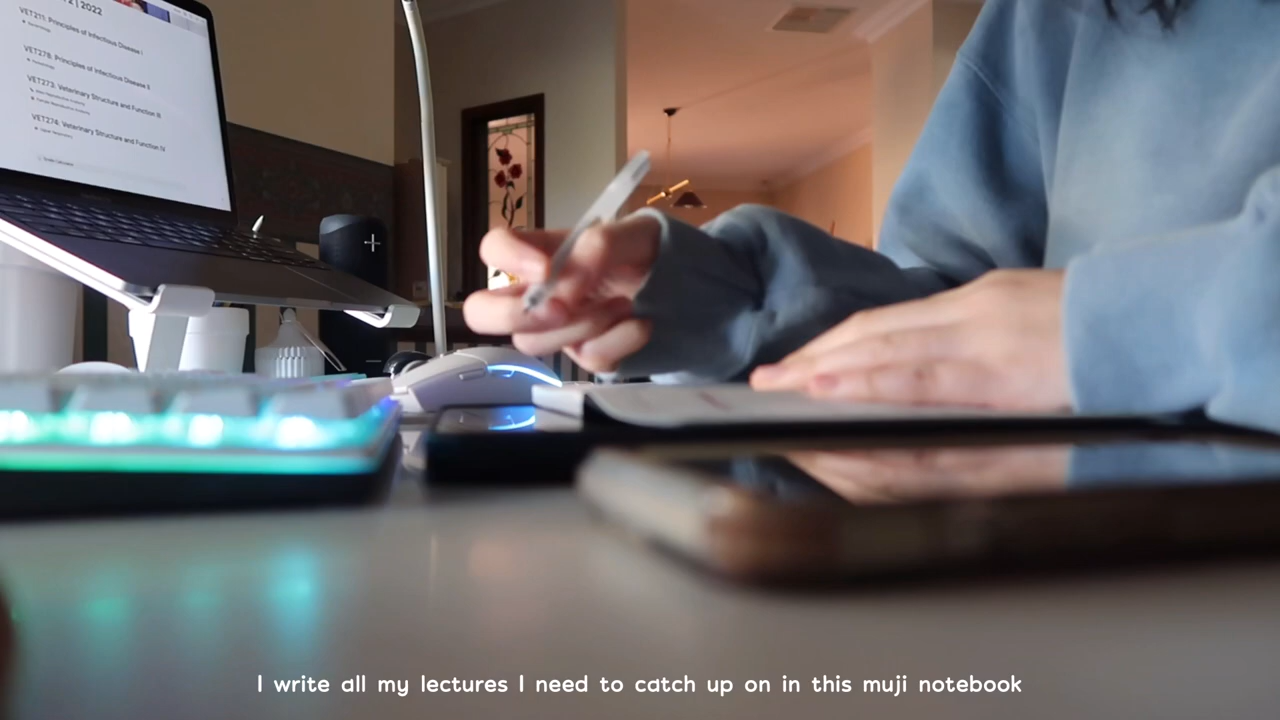 2 | 2022
VET211: Principles of Infectious Disease I
VET278: Principles of Infectious Disease II
VET273: Veterinary Structure and Function III
VET274: Veterinary Structure and Function IV
I write all my lectures I need to catch up on in this muji notebook